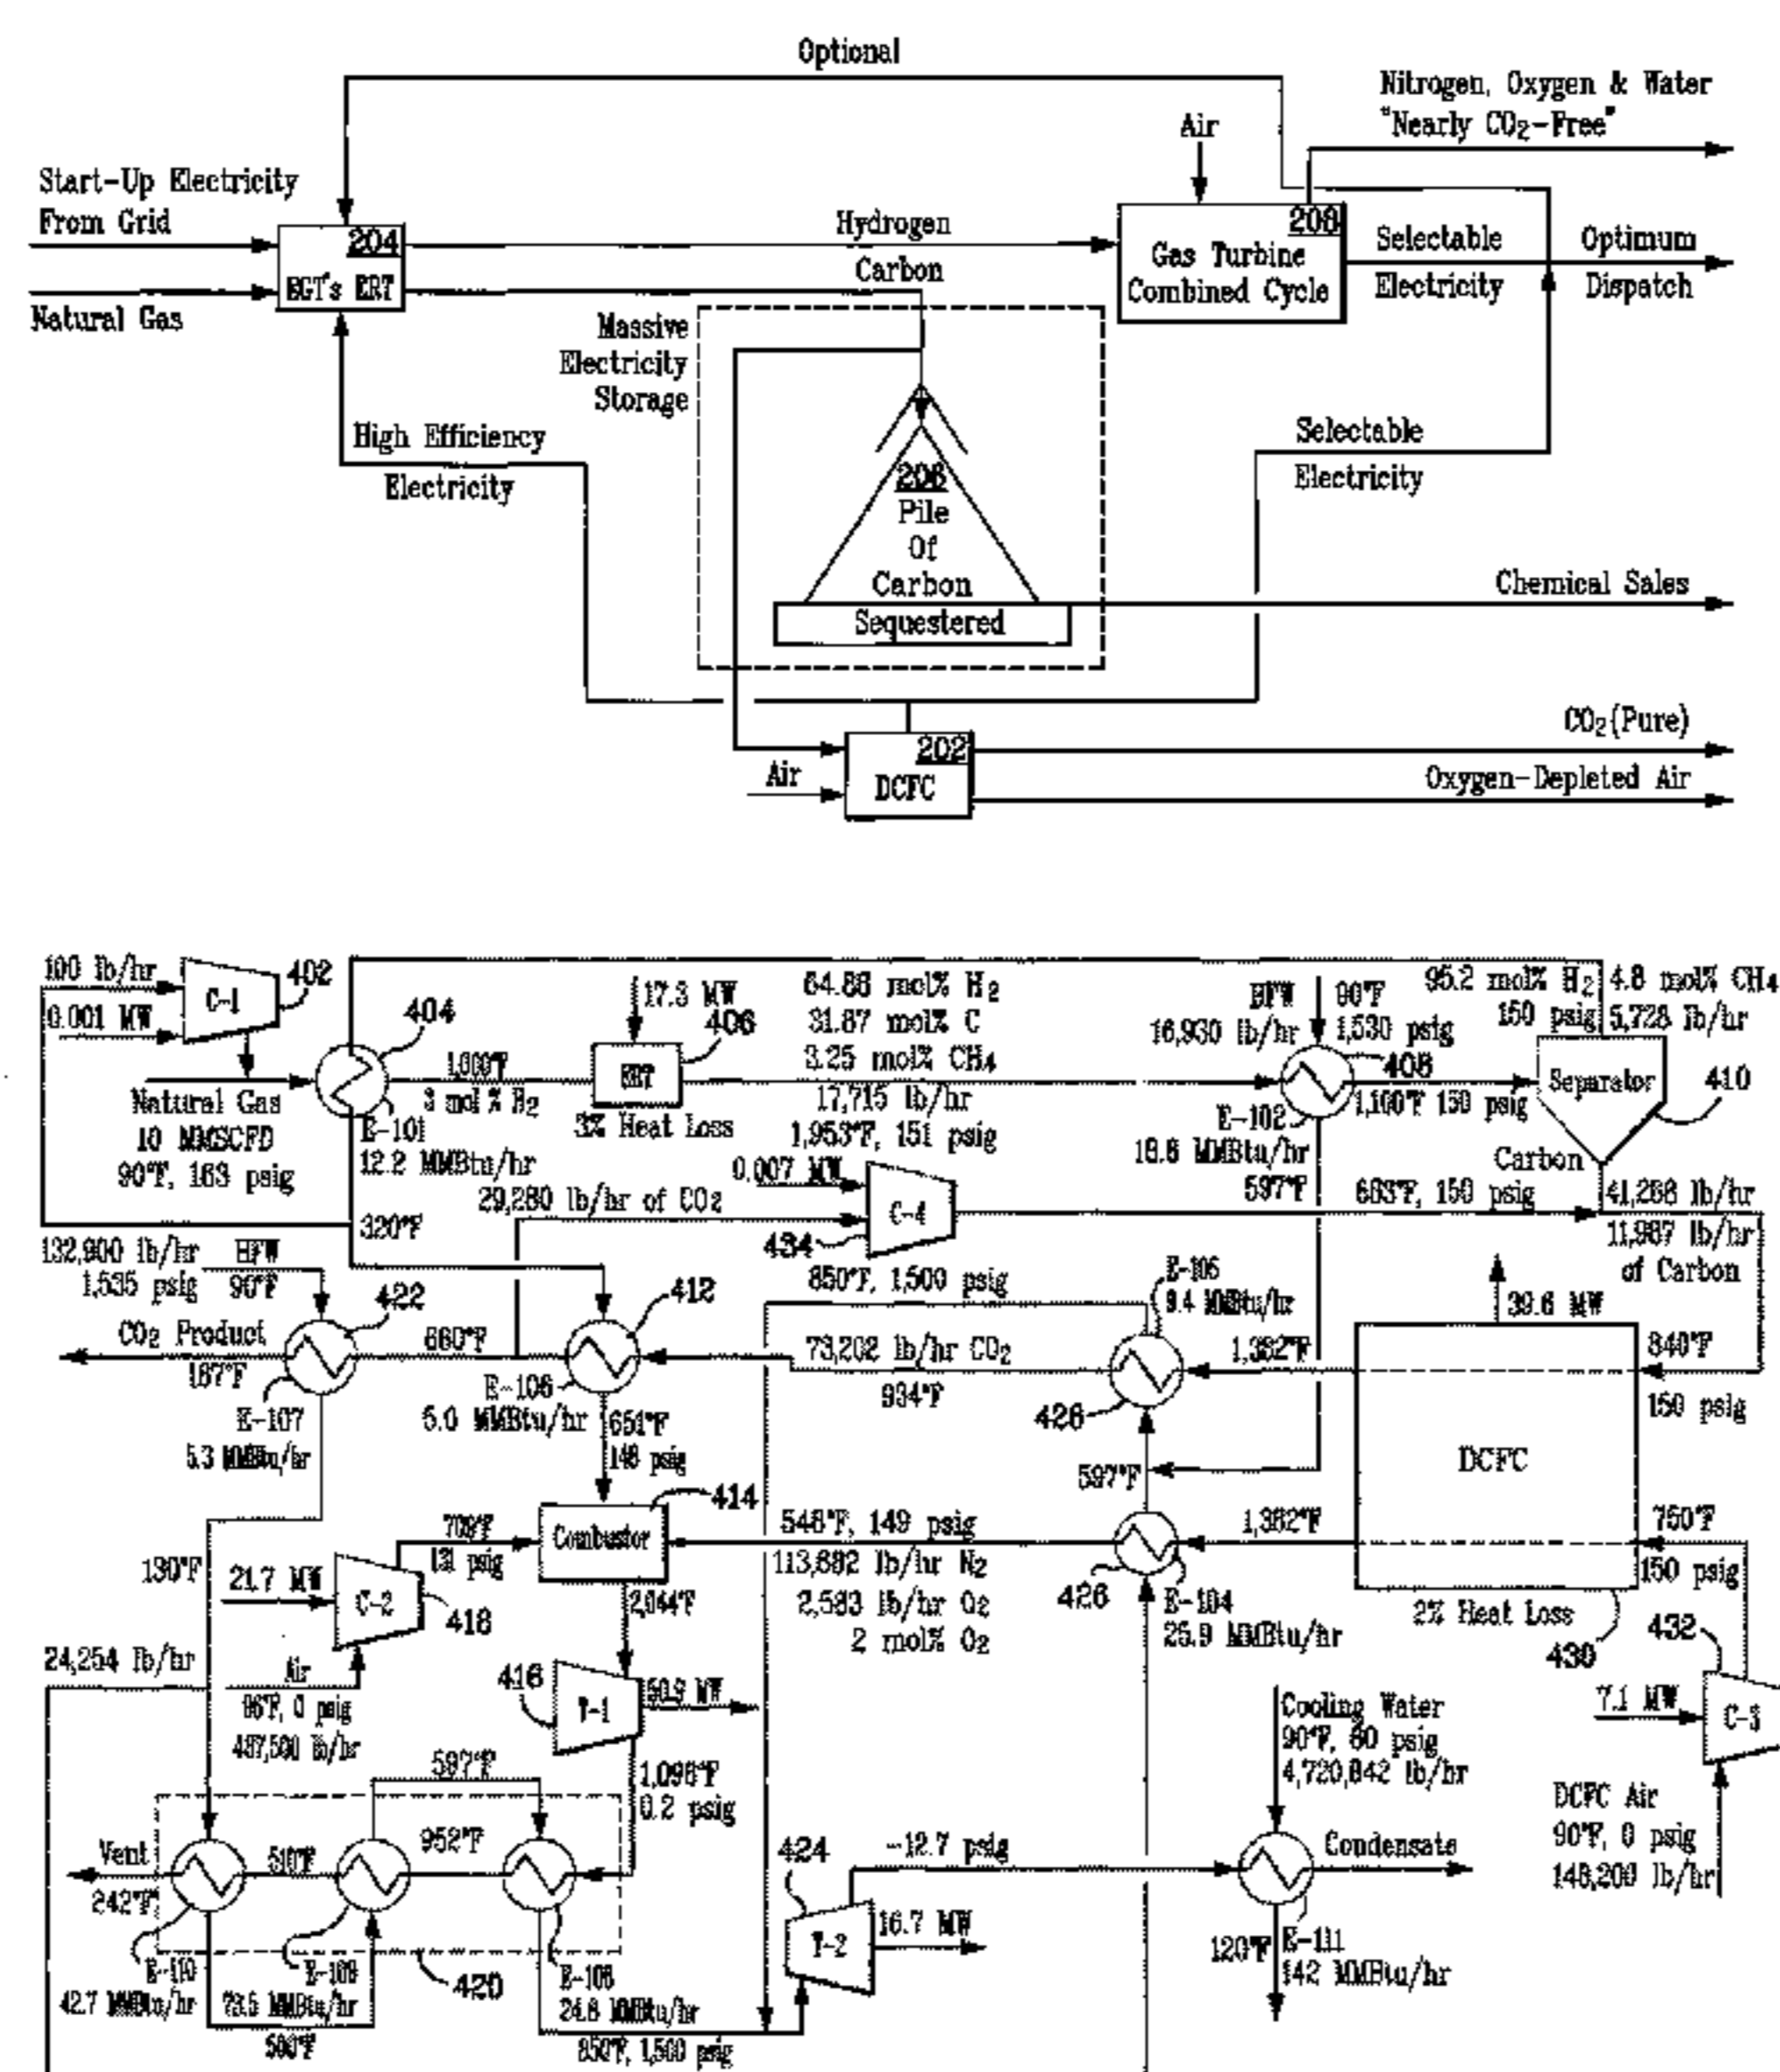 Optional
Nitrogen, Oxygen & Water
"Nearly CO₂-Free"
Air
Start-Up Electricity
From Grid
204
EGT's ERT
Natural Gas
Hydrogen
Carbon
208
Gas Turbine
Combined Cycle
Selectable
Electricity
Optimum
Dispatch
Massive
Electricity
Storage
High Efficiency
Electricity
206
Pile
Of
Carbon
Sequestered
Selectable
Electricity
Chemical Sales
CO₂(Pure)
202
DCFC
Air
Oxygen-Depleted Air
100 lb/hr
0.001 MW
C-1
402
404
Natural Gas
10 MMSCFD
90°F, 163 psig
E-101
12.2 MMBtu/hr
320°F
3 mol % H₂
17.3 MW
406
ERT
3% Heat Loss
64.88 mol% H₂
31.87 mol% C
3.25 mol% CH₄
17,715 lb/hr
1,953°F, 151 psig
BFW
16,930 lb/hr
90°F
1,530 psig
408
E-102
597°F
1,100°F 150 psig
95.2 mol% H₂
150 psig
4.8 mol% CH₄
5,728 lb/hr
Separator
410
Carbon
0.007 MW
29,280 lb/hr of CO₂
C-4
434
683°F, 150 psig
41,268 lb/hr
11,987 lb/hr
of Carbon
132,900 lb/hr
1,535 psig
BFW
90°F
422
CO₂ Product
187°F
E-107
5.3 MMBtu/hr
660°F
412
E-106
5.0 MMBtu/hr
651°F
148 psig
850°F, 1,500 psig
73,202 lb/hr CO₂
934°F
9.4 MMBtu/hr
1,382°F
39.6 MW
840°F
150 psig
DCFC
597°F
414
Combustor
548°F, 149 psig
113,692 lb/hr N₂
2,583 lb/hr O₂
2 mol% O₂
426
E-104
25.9 MMBtu/hr
1,382°F
750°F
150 psig
2% Heat Loss
430
432
7.1 MW
C-3
DCFC Air
90°F, 0 psig
148,200 lb/hr
709°F
131 psig
130°F
21.7 MW
C-2
418
Air
24,254 lb/hr
2,044°F
416
T-1
50.9 MW
1,096°F
0.2 psig
597°F
952°F
510°F
Vent
242°F
E-110
42.7 MMBtu/hr
73.5 MMBtu/hr
500°F
420
24.8 MMBtu/hr
850°F, 1,500 psig
424
T-2
16.7 MW
-12.7 psig
Cooling Water
90°F, 60 psig
4,720,842 lb/hr
Condensate
120°F
E-111
142 MMBtu/hr